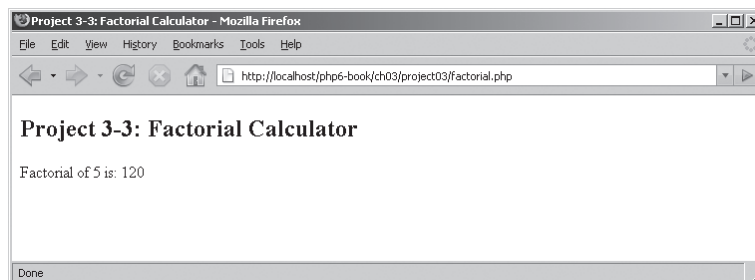 Project 3-3: Factorial Calculator - Mozilla Firefox
File Edit View History Bookmarks Tools Help
http://localhost/php6-book/ch03/project03/factorial.php
Project 3-3: Factorial Calculator
Factorial of 5 is: 120
Done